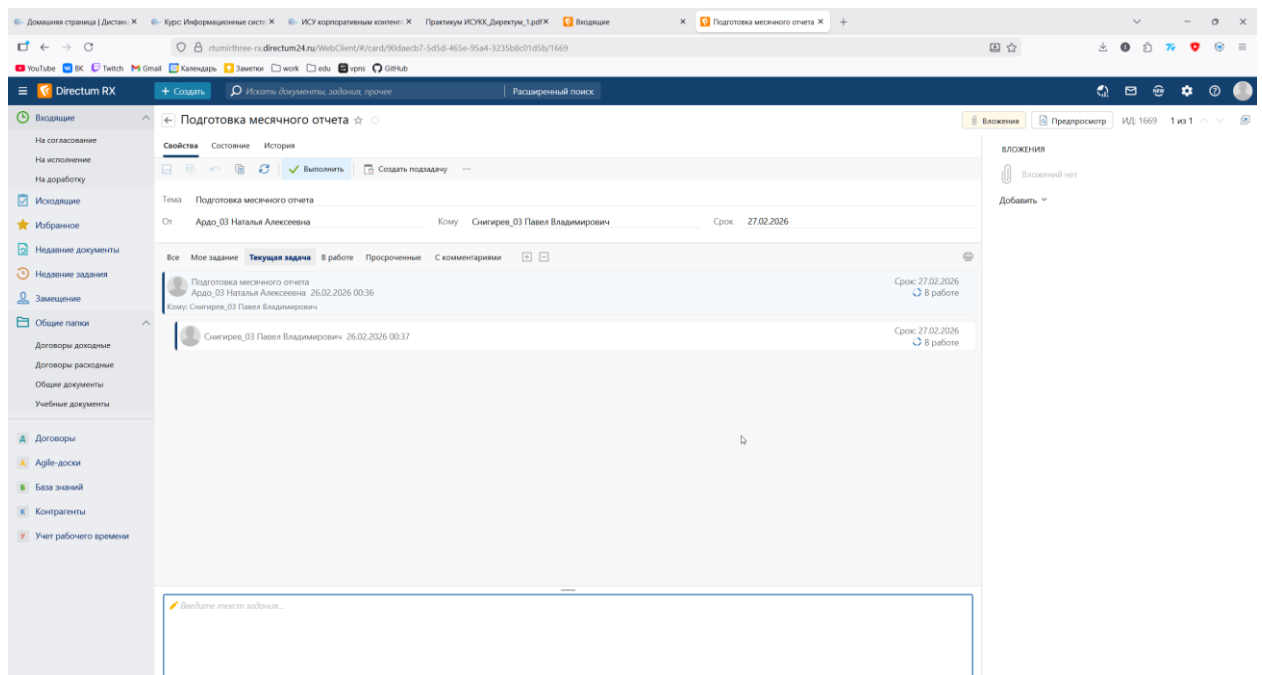 Домашняя страница | Дистан.
Курс: Информационные систе
ИСУ корпоративным контент:
Практикум ИСУКК_Директум_1.pdf
Входящие
Подготовка месячного отчета
rtumirthree-rx.directum24.ru/WebClient/#/card/90daecb7-5d5d-465e-95a4-3235b8c01d5b/1669
YouTube ВК Twitch Gmail Календарь Заметки work edu vpns GitHub
Directum RX
+ Создать
Искать документы, задания, прочее
Расширенный поиск
Входящие
На согласование
На исполнение
На доработку
Исходящие
Избранное
Недавние документы
Недавние задания
Замещение
Общие папки
Договоры доходные
Договоры расходные
Общие документы
Учебные документы
Д Договоры
A Agile-доски
Б База знаний
К Контрагенты
У Учет рабочего времени
Подготовка месячного отчета
Вложения Предпросмотр ИД: 1669 1 из 1
Свойства Состояние История
Выполнить Создать подзадачу ...
Тема Подготовка месячного отчета
От Ардо_03 Наталья Алексеевна Кому Снигирев_03 Павел Владимирович Срок 27.02.2026
Все Мое задание Текущая задача В работе Просроченные С комментариями
Подготовка месячного отчета Срок: 27.02.2026
Ардо_03 Наталья Алексеевна 26.02.2026 00:36 В работе
Кому: Снигирев_03 Павел Владимирович
Снигирев_03 Павел Владимирович 26.02.2026 00:37 Срок: 27.02.2026
В работе
Введите текст задания...
ВЛОЖЕНИЯ
Вложений нет
Добавить